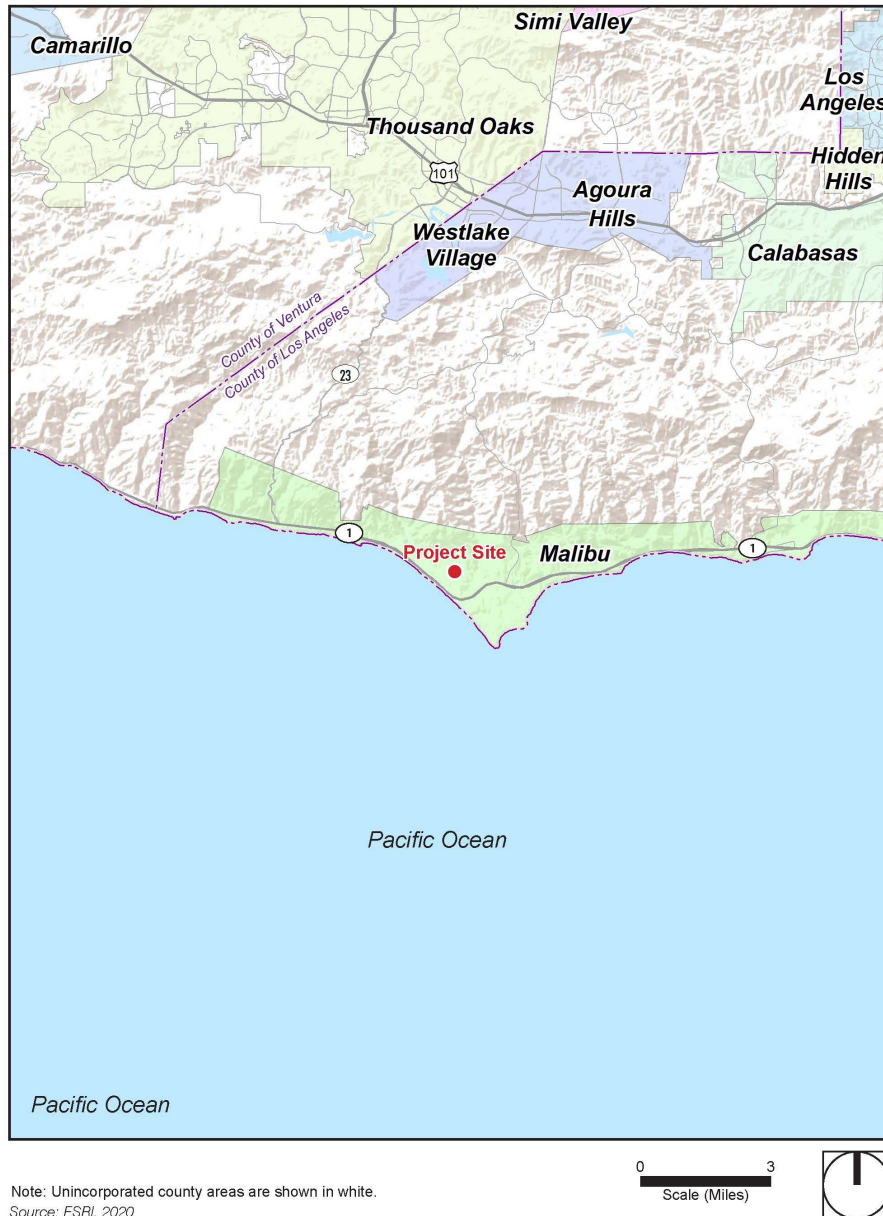 Simi Valley
Camarillo
Los
Angeles
Thousand Oaks
Hidden
Hills
101
Agoura
Hills
Westlake
Village
Calabasas
County of Ventura
County of Los Angeles
23
1
Project Site
Malibu
1
Pacific Ocean
Pacific Ocean
0 3
Scale (Miles)
Note: Unincorporated county areas are shown in white.
Source: ESRI, 2020